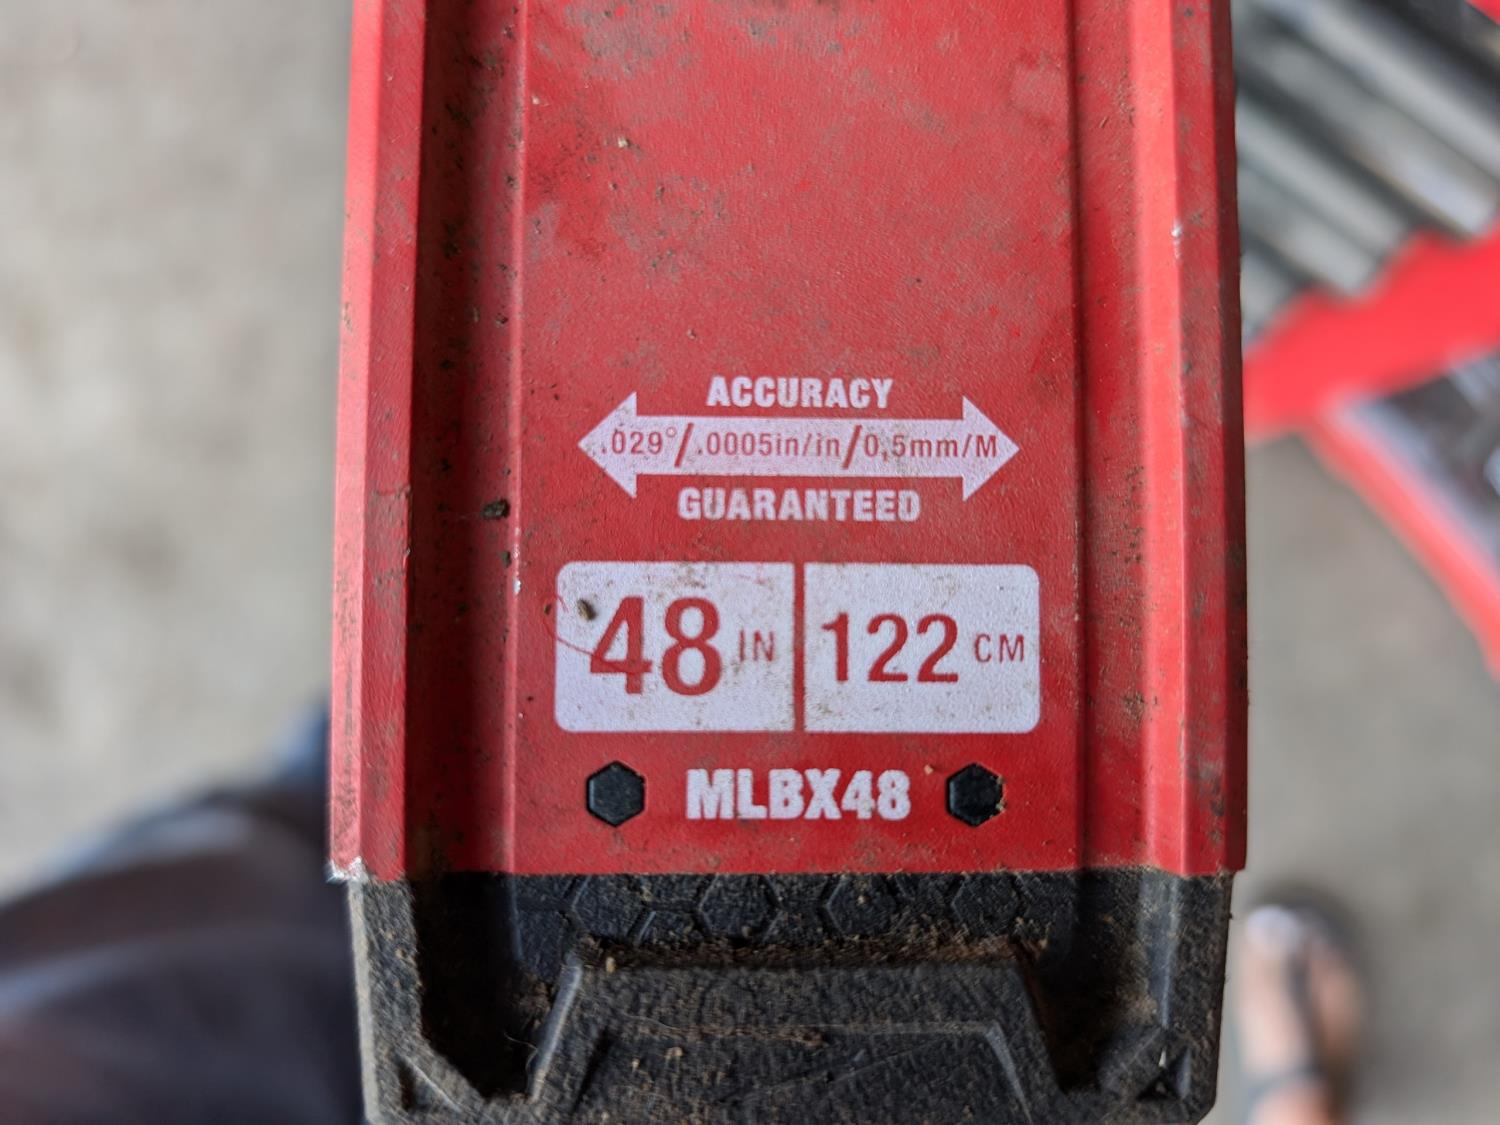 ACCURACY
.029°/.0005in/in/0,5mm/M
GUARANTEED
48 IN 122 CM
MLBX48